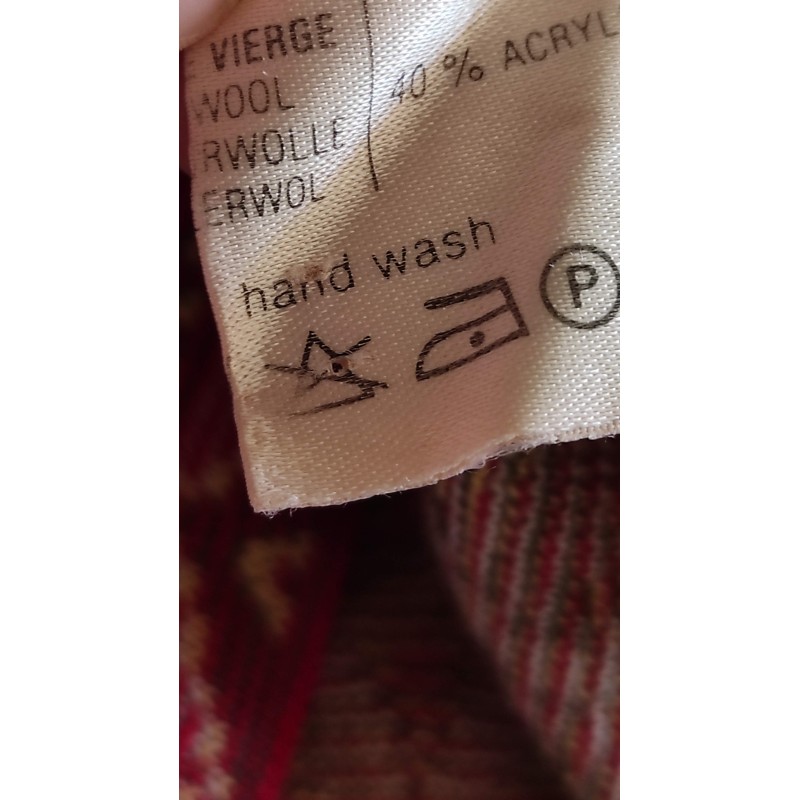 VIERGE
WOOL
RWOLLE
ERWOL
40 % ACRYL
hand wash
P